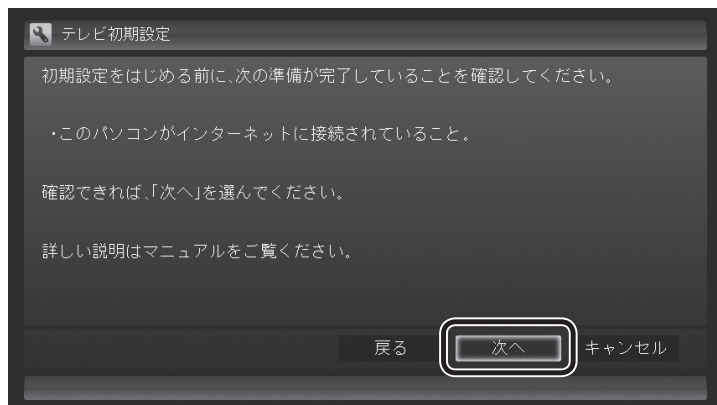 テレビ初期設定
初期設定をはじめる前に、次の準備が完了していることを確認してください。
・このパソコンがインターネットに接続されていること。
確認できれば、「次へ」を選んでください。
詳しい説明はマニュアルをご覧ください。
戻る 次へ キャンセル